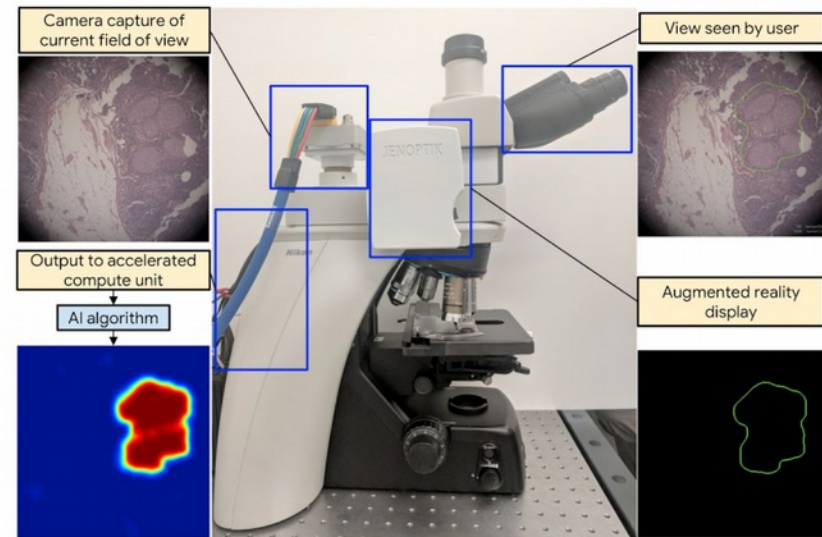 Camera capture of
current field of view
View seen by user
JENOPTIK
Nikon
Output to accelerated
compute unit
AI algorithm
Augmented reality
display